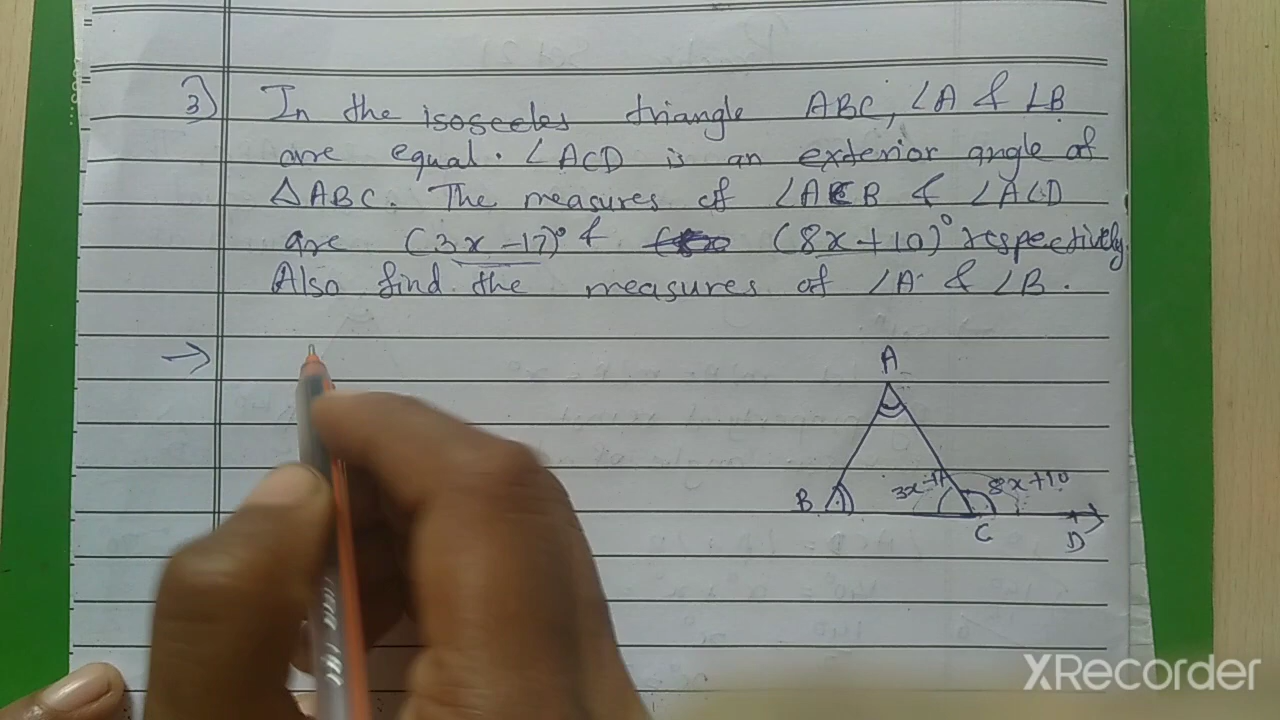 3) In the isosceles triangle ABC, ∠A & ∠B
are equal. ∠ACD is an exterior angle of
△ABC. The measures of ∠ACB & ∠ACD
are (3x-17)° & (8x+10)° respectively.
Also find the measures of ∠A & ∠B.
→
A
B
3x-17
8x+10
C
D
XRecorder